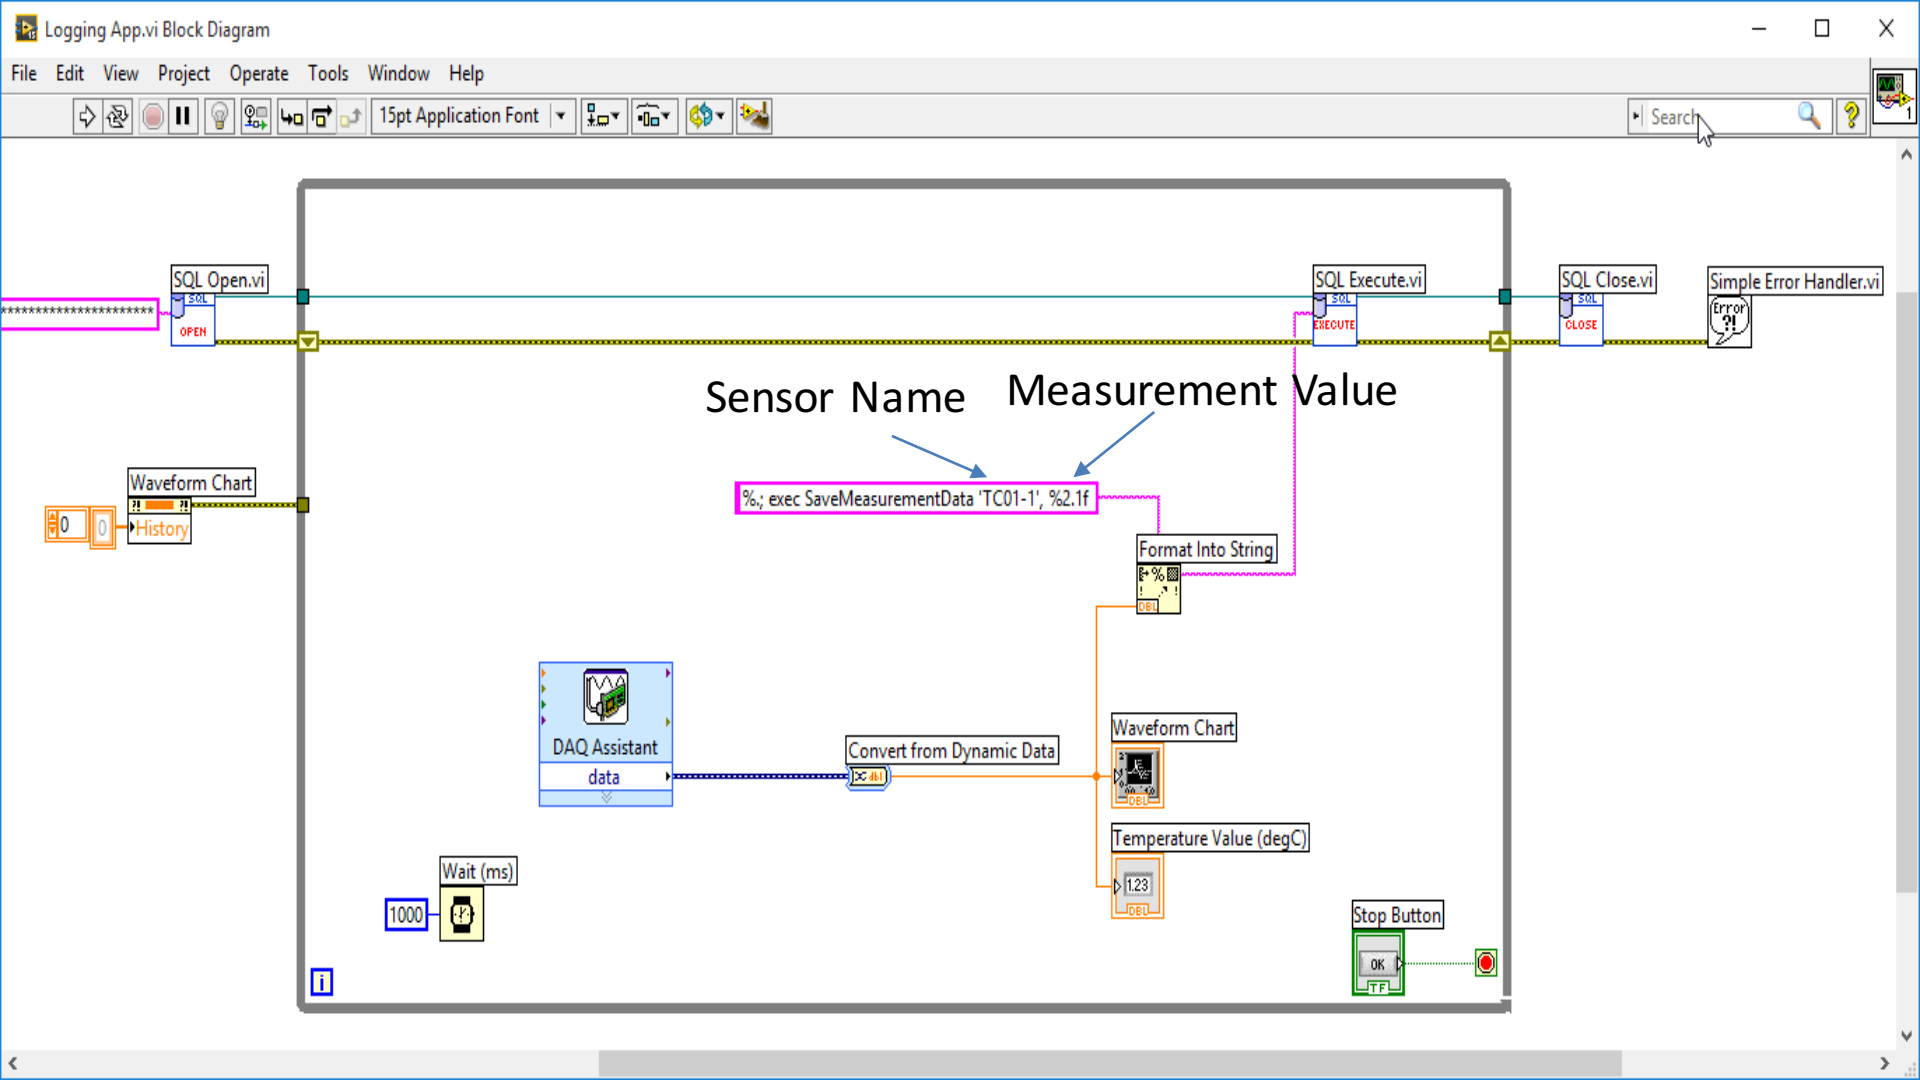 Logging App.vi Block Diagram
File Edit View Project Operate Tools Window Help
15pt Application Font
Search
?
1
SQL Open.vi
SQL
OPEN
*********************
SQL Execute.vi
SQL
EXECUTE
SQL Close.vi
SQL
CLOSE
Simple Error Handler.vi
Error
?!
Sensor Name
Measurement Value
Waveform Chart
?! ?!
History
0
0
%.; exec SaveMeasurementData 'TC01-1', %2.1f
Format Into String
%
DBL
DAQ Assistant
data
Convert from Dynamic Data
dbl
Waveform Chart
DBL
Temperature Value (degC)
1.23
DBL
Wait (ms)
1000
Stop Button
OK
TF
i